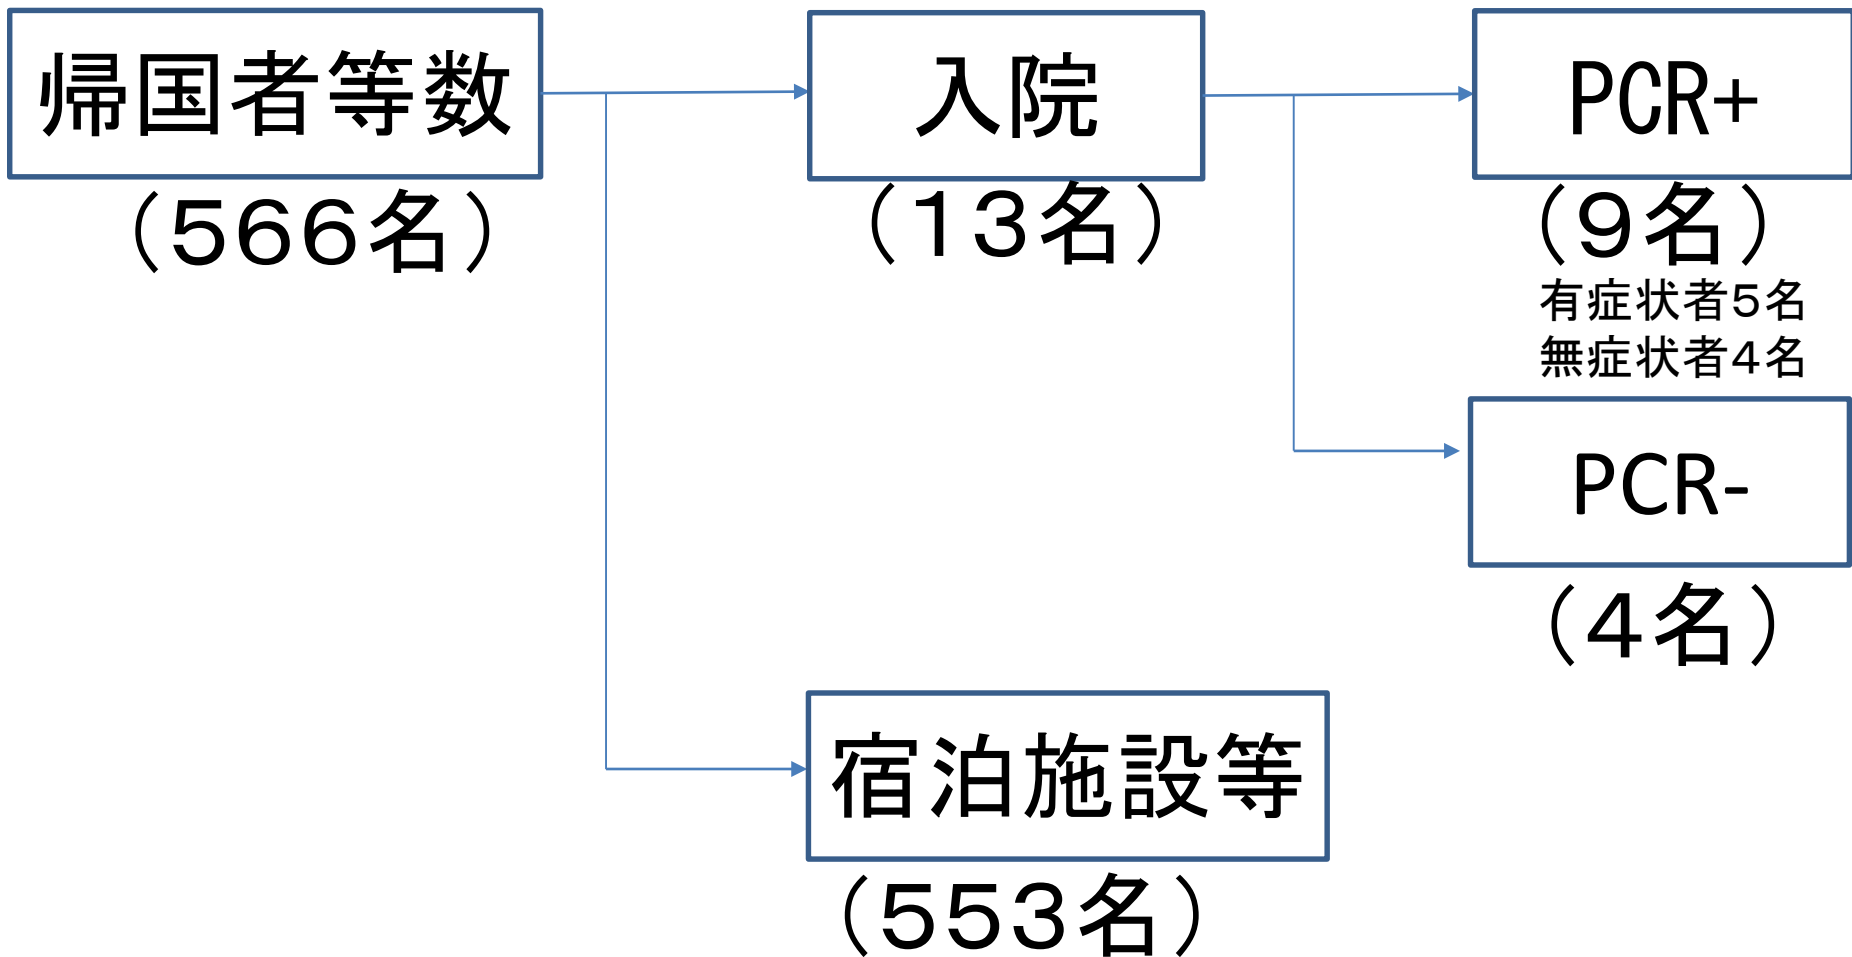 帰国者等数
（５６６名）
入院
（１３名）
PCR+
（９名）
有症状者５名
無症状者４名
PCR-
（４名）
宿泊施設等
（５５３名）